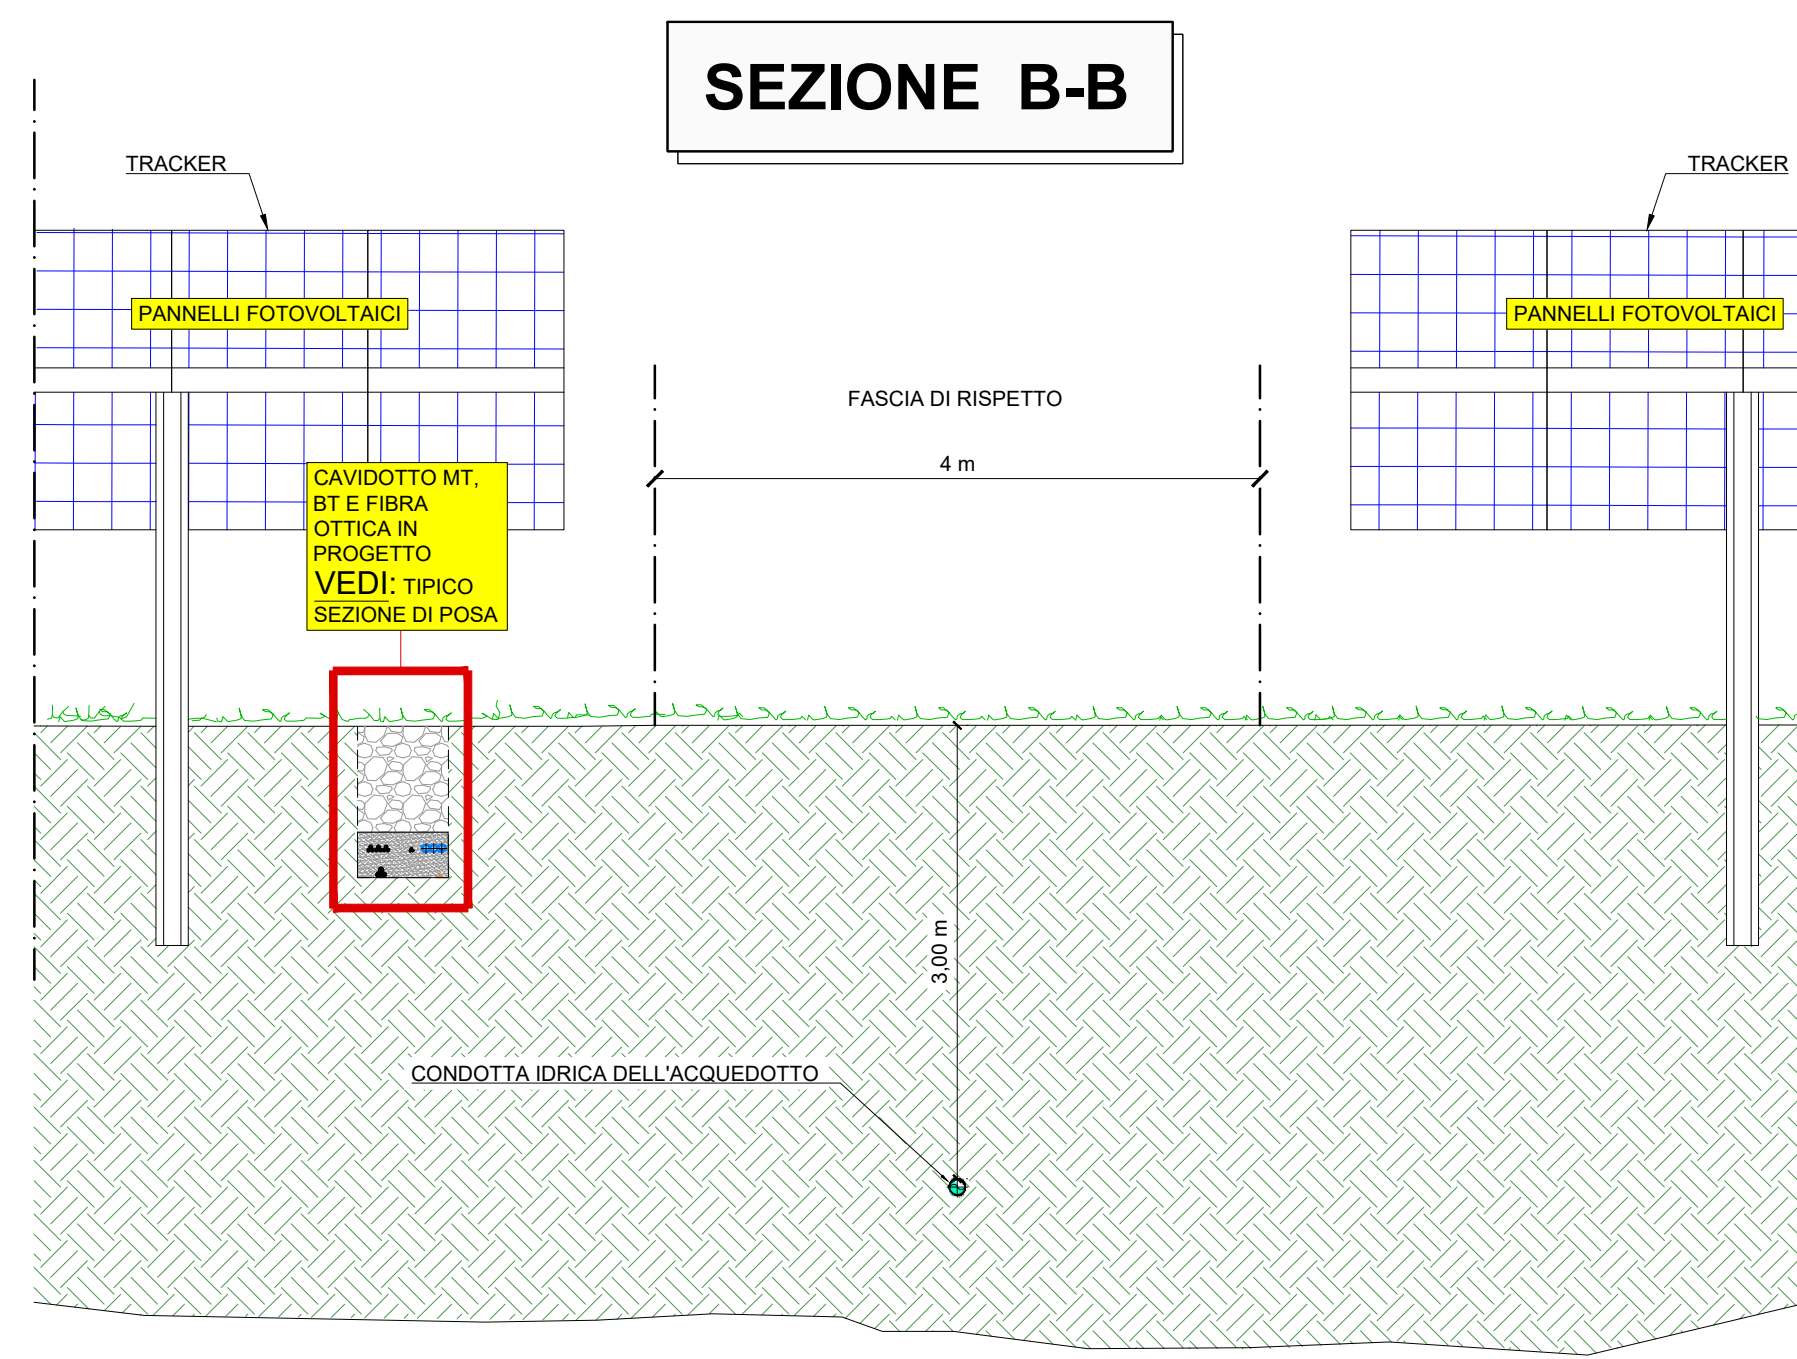 SEZIONE B-B
TRACKER
TRACKER
PANNELLI FOTOVOLTAICI
PANNELLI FOTOVOLTAICI
FASCIA DI RISPETTO
4 m
CAVIDOTTO MT,
BT E FIBRA
OTTICA IN
PROGETTO
VEDI: TIPICO
SEZIONE DI POSA
3,00 m
CONDOTTA IDRICA DELL'ACQUEDOTTO